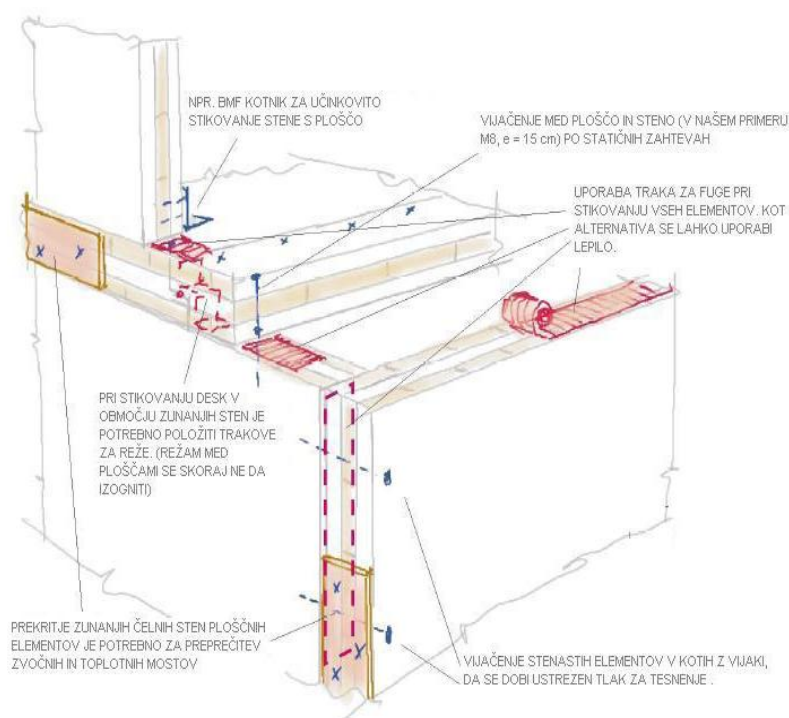 NPR. BMF KOTNIK ZA UČINKOVITO
STIKOVANJE STENE S PLOŠČO
VIJAČENJE MED PLOŠČO IN STENO (V NAŠEM PRIMERU
M8, e = 15 cm) PO STATIČNIH ZAHTEVAH
UPORABA TRAKA ZA FUGE PRI
STIKOVANJU VSEH ELEMENTOV. KOT
ALTERNATIVA SE LAHKO UPORABI
LEPILO.
PRI STIKOVANJU DESK V
OBMOČJU ZUNANJIH STEN JE
POTREBNO POLOŽITI TRAKOVE
ZA REŽE. (REŽAM MED
PLOŠČAMI SE SKORAJ NE DA
IZOGNITI)
PREKRITJE ZUNANJIH ČELNIH STEN PLOŠČNIH
ELEMENTOV JE POTREBNO ZA PREPREČITEV
ZVOČNIH IN TOPLOTNIH MOSTOV
VIJAČENJE STENASTIH ELEMENTOV V KOTIH Z VIJAKI,
DA SE DOBI USTREZEN TLAK ZA TESNENJE .